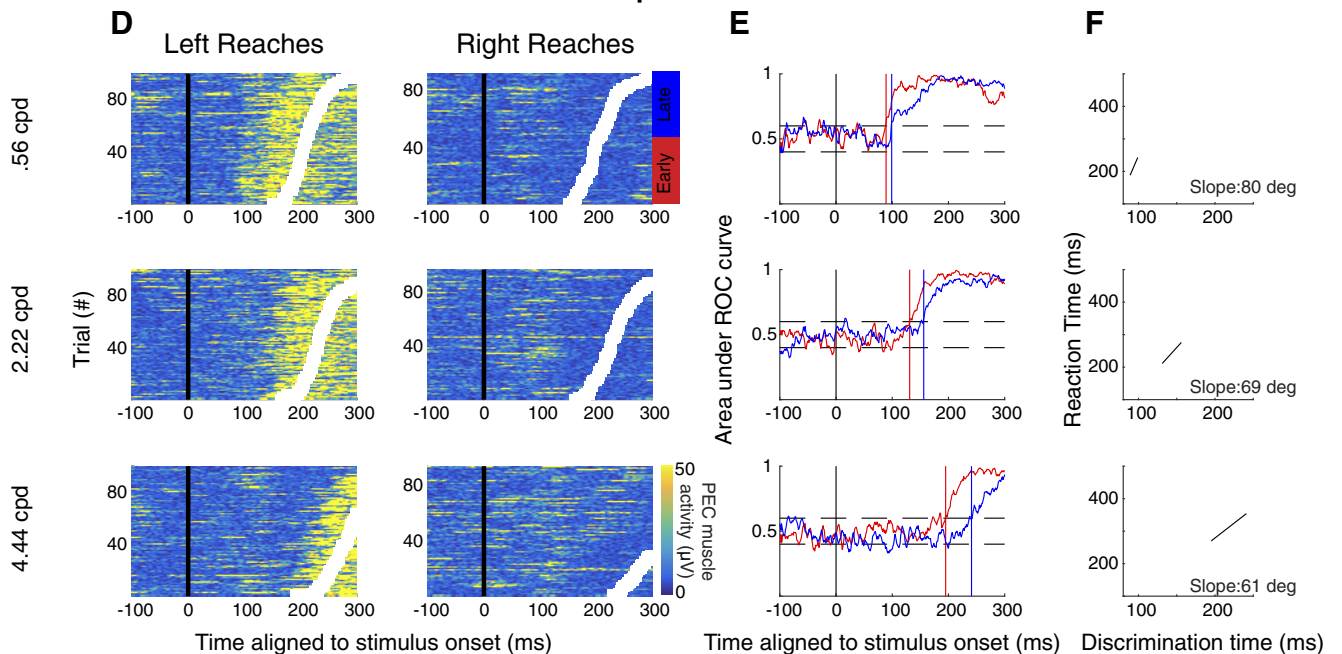 D
E
F
Left Reaches
Right Reaches
.56 cpd
2.22 cpd
4.44 cpd
Trial (#)
80
40
-100 0 100 200 300
80
40
-100 0 100 200 300
Late
Early
1
0.5
-100 0 100 200 300
400
200
Slope:80 deg
100 200
80
40
-100 0 100 200 300
80
40
-100 0 100 200 300
Area under ROC curve
1
0.5
-100 0 100 200 300
Reaction Time (ms)
400
200
Slope:69 deg
100 200
80
40
-100 0 100 200 300
80
40
-100 0 100 200 300
50
0
PEC muscle
activity (µV)
1
0.5
-100 0 100 200 300
400
200
Slope:61 deg
100 200
Time aligned to stimulus onset (ms)
Time aligned to stimulus onset (ms)
Discrimination time (ms)